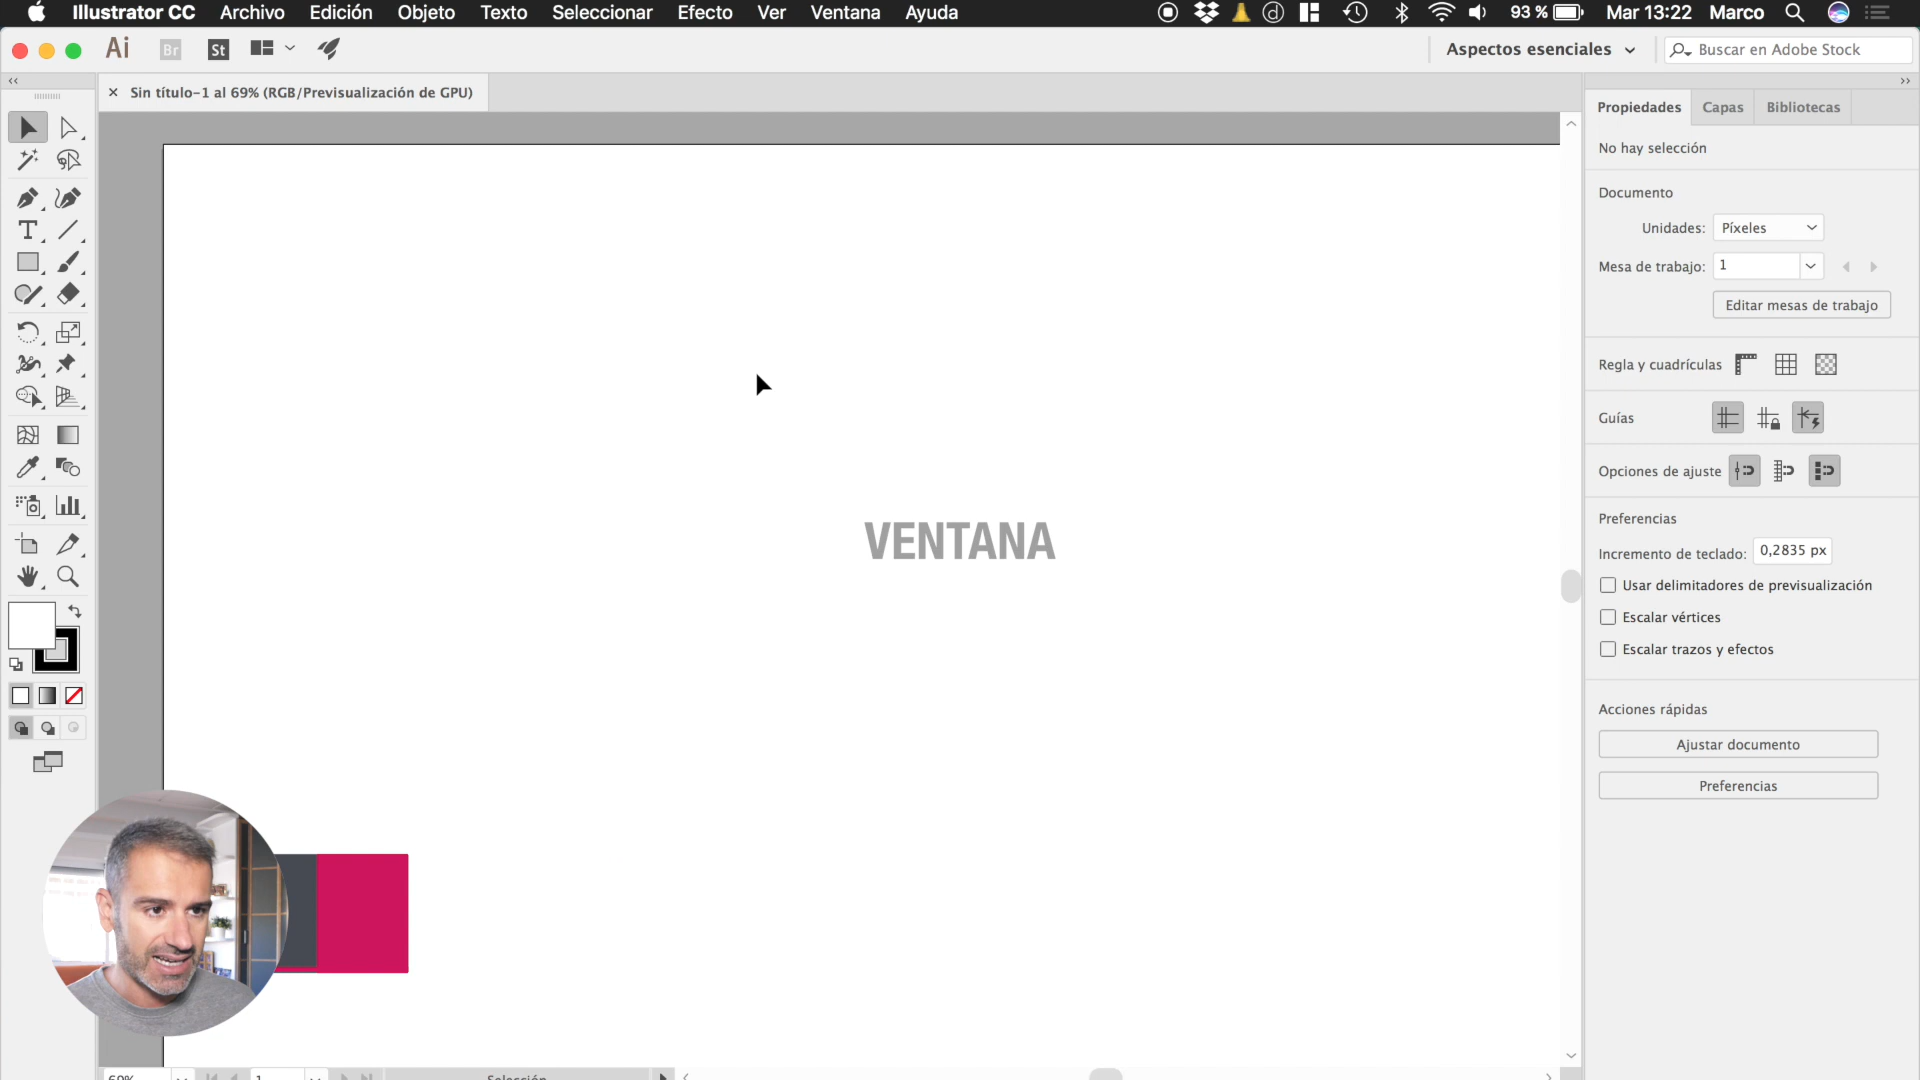 Illustrator CC Archivo Edición Objeto Texto Seleccionar Efecto Ver Ventana Ayuda 93 % Mar 13:22 Marco
Ai Br St Aspectos esenciales Buscar en Adobe Stock
× Sin título-1 al 69% (RGB/Previsualización de GPU)
Propiedades Capas Bibliotecas
No hay selección
Documento
Unidades: Píxeles
Mesa de trabajo: 1
Editar mesas de trabajo
Regla y cuadrículas
Guías
Opciones de ajuste
Preferencias
Incremento de teclado: 0,2835 px
Usar delimitadores de previsualización
Escalar vértices
Escalar trazos y efectos
Acciones rápidas
Ajustar documento
Preferencias
VENTANA
69% 1 Selección